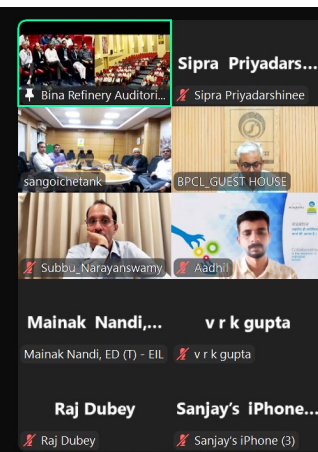 Bina Refinery Auditori...
Sipra Priyadars...
Sipra Priyadarshinee
sangoichetank
BPCL_GUEST HOUSE
Subbu_Narayanswamy
Aadhil
Mainak Nandi,...
Mainak Nandi, ED (T) - EIL
v r k gupta
v r k gupta
Raj Dubey
Raj Dubey
Sanjay's iPhone...
Sanjay's iPhone (3)